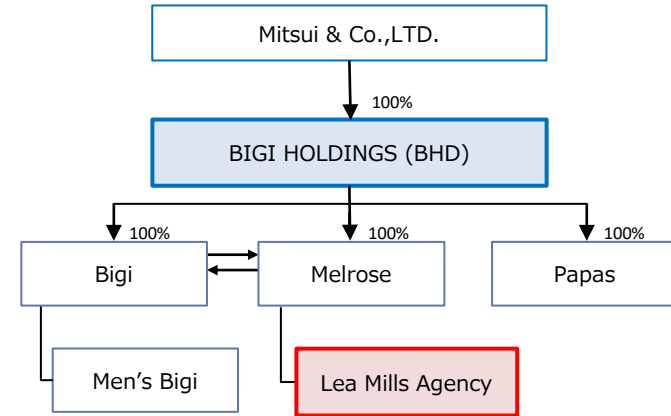 Mitsui & Co.,LTD.
100%
BIGI HOLDINGS (BHD)
100%
100%
100%
Bigi
Melrose
Papas
Men’s Bigi
Lea Mills Agency